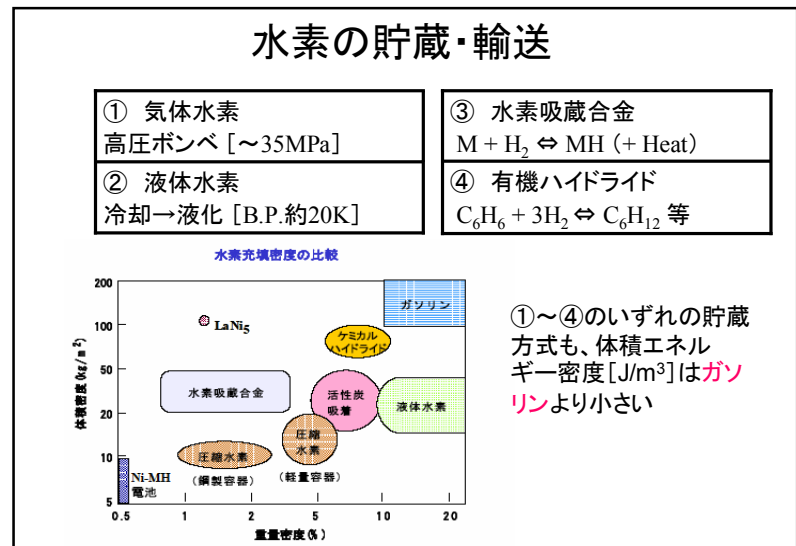 水素の貯蔵・輸送
① 気体水素
高圧ボンベ [～35MPa]
② 液体水素
冷却→液化 [B.P.約20K]
③ 水素吸蔵合金
M + H₂ ⇔ MH (+ Heat)
④ 有機ハイドライド
C₆H₆ + 3H₂ ⇔ C₆H₁₂ 等
水素充填密度の比較
体積密度(kg/m²)
200
100
50
20
10
5
LaNi₅
ガソリン
ケミカル
ハイドライド
水素吸蔵合金
活性炭
吸着
液体水素
圧縮
水素
(軽量容器)
圧縮水素
(鋼製容器)
Ni-MH
電池
0.5
1
2
5
10
20
重量密度(%)
①～④のいずれの貯蔵
方式も、体積エネル
ギー密度[J/m³]はガソ
リンより小さい